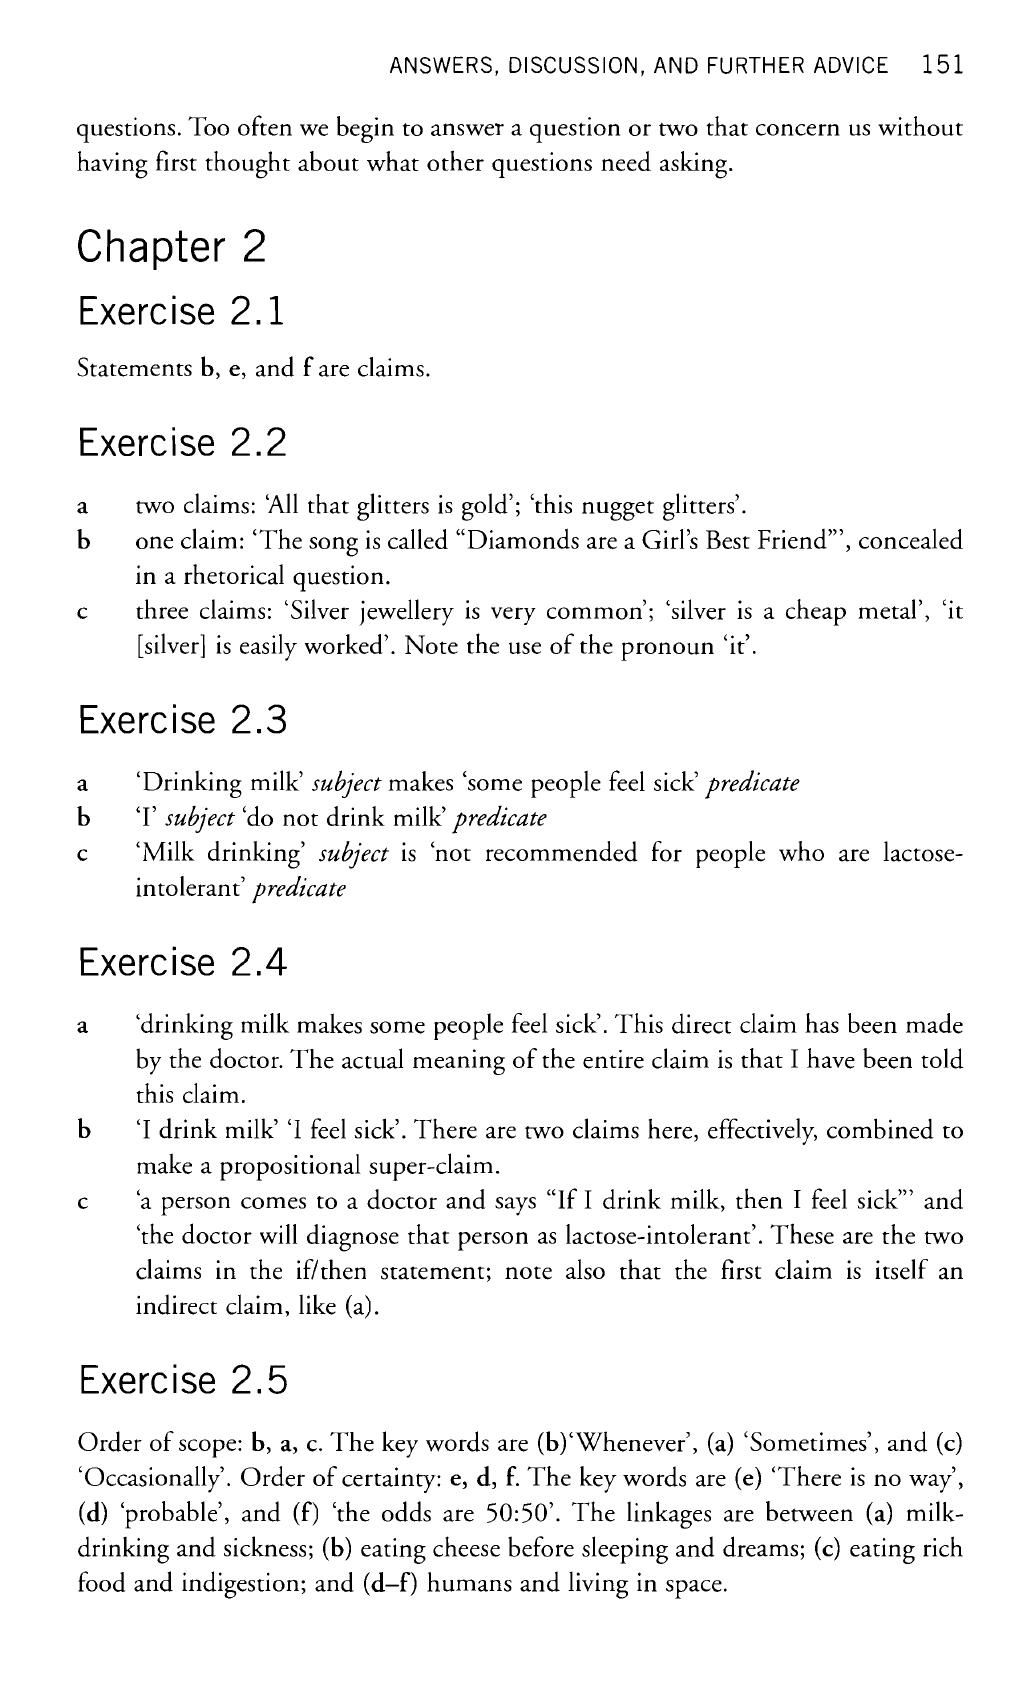 ANSWERS, DISCUSSION, AND FURTHER ADVICE 151
questions. Too often we begin to answer a question or two that concern us without
having first thought about what other questions need asking.
Chapter 2
Exercise 2.1
Statements b, e, and f are claims.
Exercise 2.2
a two claims: ‘All that glitters is gold’; ‘this nugget glitters’.
b one claim: ‘The song is called “Diamonds are a Girl’s Best Friend”’, concealed
in a rhetorical question.
c three claims: ‘Silver jewellery is very common’; ‘silver is a cheap metal’, ‘it
[silver] is easily worked’. Note the use of the pronoun ‘it’.
Exercise 2.3
a ‘Drinking milk’ subject makes ‘some people feel sick’ predicate
b ‘I’ subject ‘do not drink milk’ predicate
c ‘Milk drinking’ subject is ‘not recommended for people who are lactose-
intolerant’ predicate
Exercise 2.4
a ‘drinking milk makes some people feel sick’. This direct claim has been made
by the doctor. The actual meaning of the entire claim is that I have been told
this claim.
b ‘I drink milk’ ‘I feel sick’. There are two claims here, effectively, combined to
make a propositional super-claim.
c ‘a person comes to a doctor and says “If I drink milk, then I feel sick”’ and
‘the doctor will diagnose that person as lactose-intolerant’. These are the two
claims in the if/then statement; note also that the first claim is itself an
indirect claim, like (a).
Exercise 2.5
Order of scope: b, a, c. The key words are (b)‘Whenever’, (a) ‘Sometimes’, and (c)
‘Occasionally’. Order of certainty: e, d, f. The key words are (e) ‘There is no way’,
(d) ‘probable’, and (f) ‘the odds are 50:50’. The linkages are between (a) milk-
drinking and sickness; (b) eating cheese before sleeping and dreams; (c) eating rich
food and indigestion; and (d–f) humans and living in space.